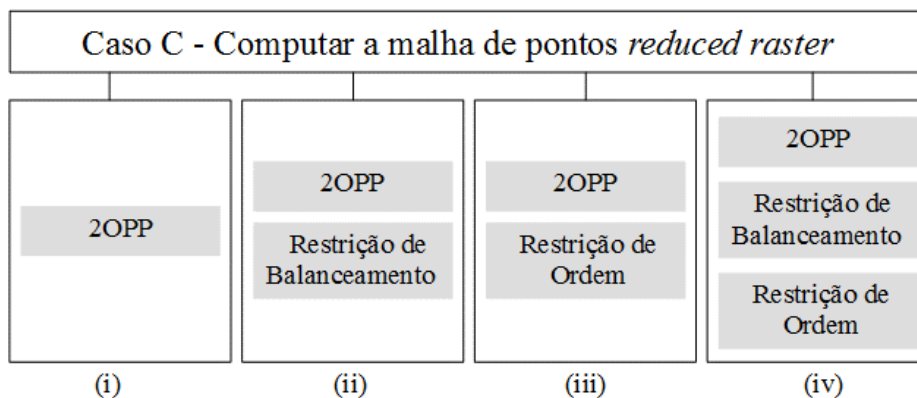 Caso C - Computar a malha de pontos reduced raster
2OPP
(i)
2OPP
Restrição de
Balanceamento
(ii)
2OPP
Restrição de
Ordem
(iii)
2OPP
Restrição de
Balanceamento
Restrição de
Ordem
(iv)